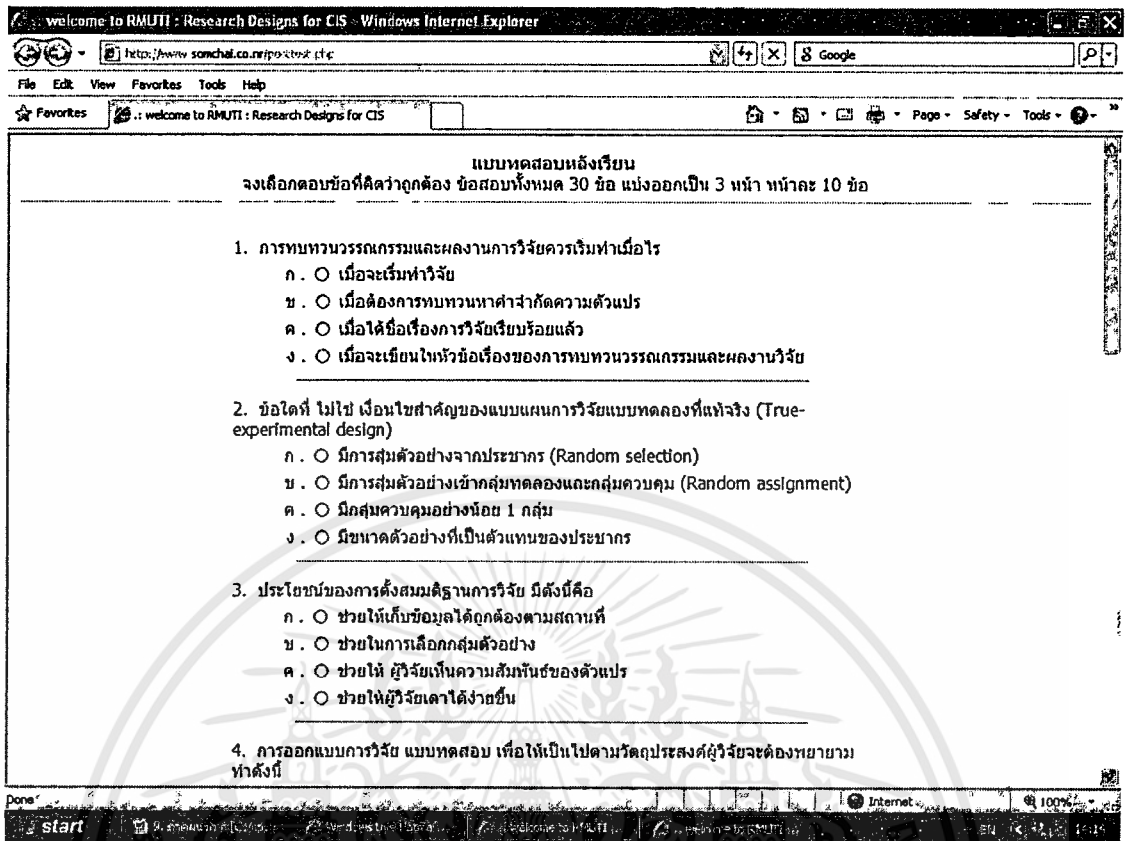 .: welcome to RMUTI : Research Designs for CIS - Windows Internet Explorer
http://www.somchai.co.nr/posttest.php
Google
File Edit View Favorites Tools Help
Favorites .: welcome to RMUTI : Research Designs for CIS
Page Safety Tools
แบบทดสอบหลังเรียน
จงเลือกตอบข้อที่คิดว่าถูกต้อง ข้อสอบทั้งหมด 30 ข้อ แบ่งออกเป็น 3 หน้า หน้าละ 10 ข้อ
1. การทบทวนวรรณกรรมและผลงานการวิจัยควรเริ่มทำเมื่อไร
ก . เมื่อจะเริ่มทำวิจัย
ข . เมื่อต้องการทบทวนหาคำจำกัดความตัวแปร
ค . เมื่อได้ชื่อเรื่องการวิจัยเรียบร้อยแล้ว
ง . เมื่อจะเขียนในหัวข้อเรื่องของการทบทวนวรรณกรรมและผลงานวิจัย
2. ข้อใดที่ ไม่ใช่ เงื่อนไขสำคัญของแบบแผนการวิจัยแบบทดลองที่แท้จริง (True-
experimental design)
ก . มีการสุ่มตัวอย่างจากประชากร (Random selection)
ข . มีการสุ่มตัวอย่างเข้ากลุ่มทดลองและกลุ่มควบคุม (Random assignment)
ค . มีกลุ่มควบคุมอย่างน้อย 1 กลุ่ม
ง . มีขนาดตัวอย่างที่เป็นตัวแทนของประชากร
3. ประโยชน์ของการตั้งสมมติฐานการวิจัย มีดังนี้คือ
ก . ช่วยให้เก็บข้อมูลได้ถูกต้องตามสถานที่
ข . ช่วยในการเลือกกลุ่มตัวอย่าง
ค . ช่วยให้ ผู้วิจัยเห็นความสัมพันธ์ของตัวแปร
ง . ช่วยให้ผู้วิจัยเดาได้ง่ายขึ้น
4. การออกแบบการวิจัย แบบทดสอบ เพื่อให้เป็นไปตามวัตถุประสงค์ผู้วิจัยจะต้องพยายาม
ทำดังนี้
Done Internet 100%
start EN 14:14